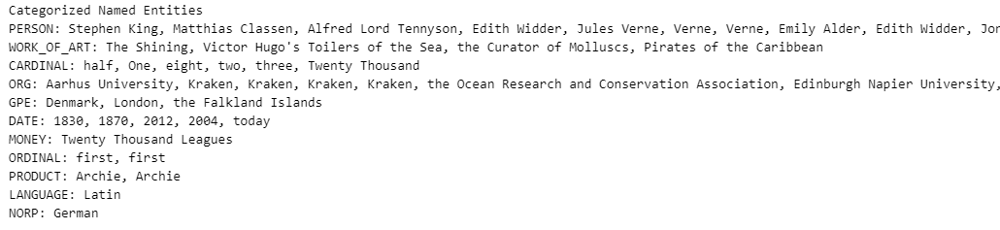 Categorized Named Entities
PERSON: Stephen King, Matthias Classen, Alfred Lord Tennyson, Edith Widder, Jules Verne, Verne, Verne, Emily Alder, Edith Widder, Jor
WORK_OF_ART: The Shining, Victor Hugo's Toilers of the Sea, the Curator of Molluscs, Pirates of the Caribbean
CARDINAL: half, One, eight, two, three, Twenty Thousand
ORG: Aarhus University, Kraken, Kraken, Kraken, Kraken, the Ocean Research and Conservation Association, Edinburgh Napier University,
GPE: Denmark, London, the Falkland Islands
DATE: 1830, 1870, 2012, 2004, today
MONEY: Twenty Thousand Leagues
ORDINAL: first, first
PRODUCT: Archie, Archie
LANGUAGE: Latin
NORP: German